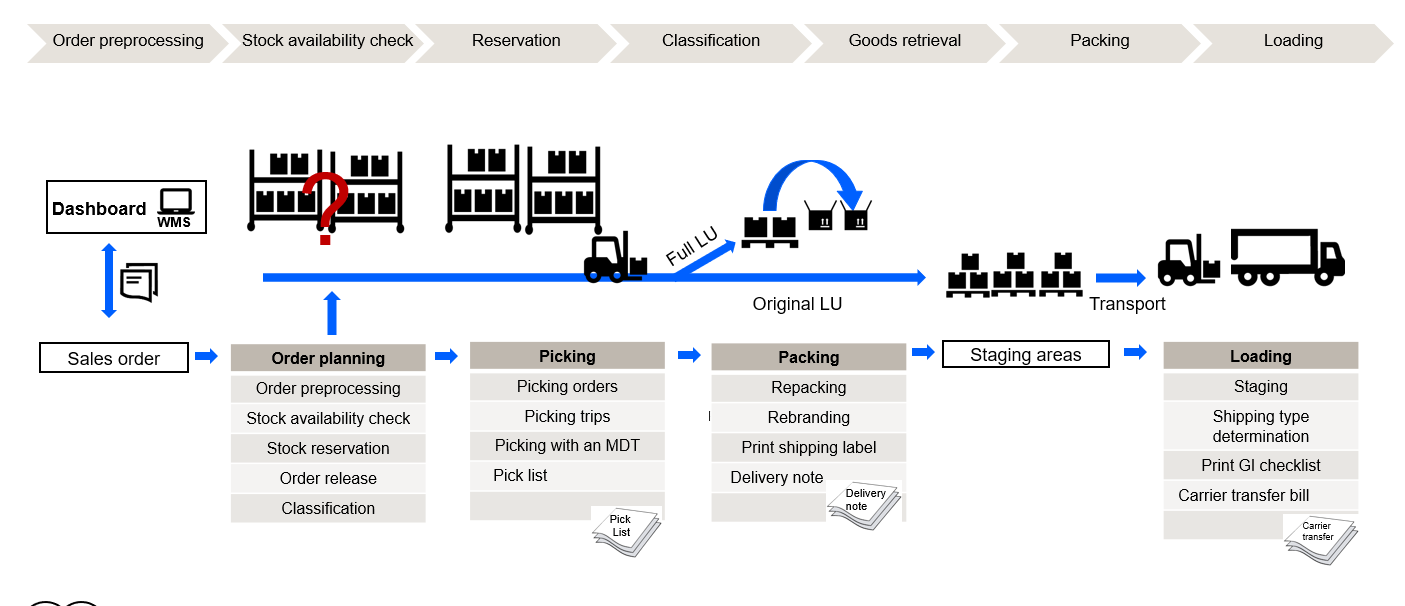 Order preprocessing
Stock availability check
Reservation
Classification
Goods retrieval
Packing
Loading
Dashboard
WMS
Full LU
Original LU
Transport
Sales order
Order planning
Order preprocessing
Stock availability check
Stock reservation
Order release
Classification
Picking
Picking orders
Picking trips
Picking with an MDT
Pick list
Pick
List
Packing
Repacking
Rebranding
Print shipping label
Delivery note
Delivery
note
Staging areas
Loading
Staging
Shipping type
determination
Print GI checklist
Carrier transfer bill
Carrier
transfer
?